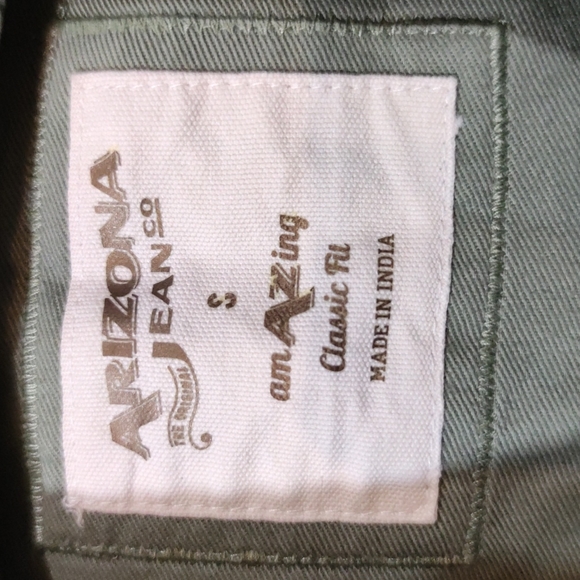 ARIZONA
JEAN CO
THE ORIGINAL
S
amAZing
Classic Fit
MADE IN INDIA